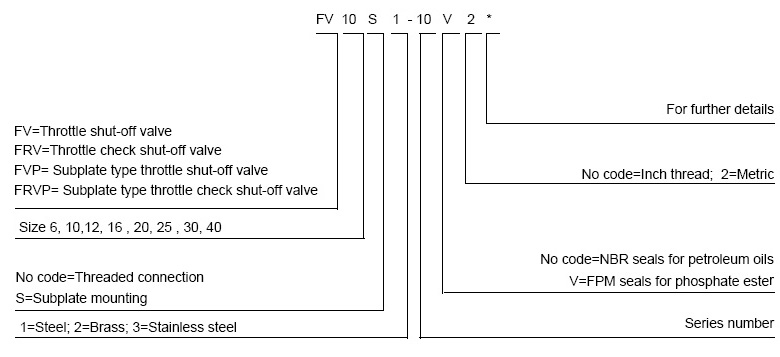 FV 10 S 1 - 10 V 2 *
For further details
FV=Throttle shut-off valve
FRV=Throttle check shut-off valve
FVP= Subplate type throttle shut-off valve
FRVP= Subplate type throttle check shut-off valve
No code=Inch thread; 2=Metric
Size 6, 10,12, 16 , 20, 25 , 30, 40
No code=NBR seals for petroleum oils
V=FPM seals for phosphate ester
No code=Threaded connection
S=Subplate mounting
1=Steel; 2=Brass; 3=Stainless steel
Series number